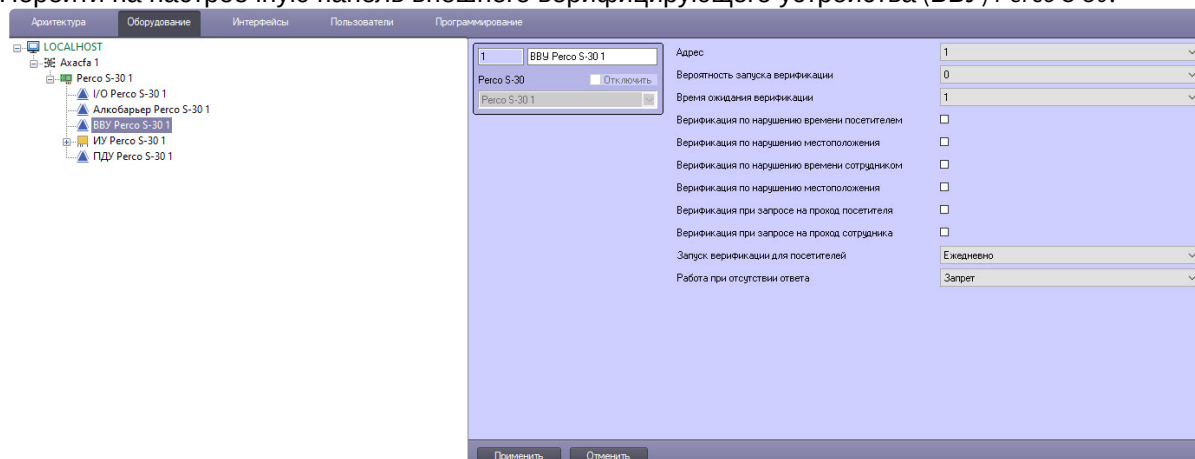 Архитектура Оборудование Интерфейсы Пользователи Программирование
LOCALHOST
Axacfa 1
Perco S-30 1
I/O Perco S-30 1
Алкобарьер Perco S-30 1
ВВУ Perco S-30 1
ИУ Perco S-30 1
ПДУ Perco S-30 1
1 ВВУ Perco S-30 1
Perco S-30 Отключить
Perco S-30 1
Адрес 1
Вероятность запуска верификации 0
Время ожидания верификации 1
Верификация по нарушению времени посетителем
Верификация по нарушению местоположения
Верификация по нарушению времени сотрудником
Верификация по нарушению местоположения
Верификация при запросе на проход посетителя
Верификация при запросе на проход сотрудника
Запуск верификации для посетителей Ежедневно
Работа при отсутствии ответа Запрет
Применить Отменить